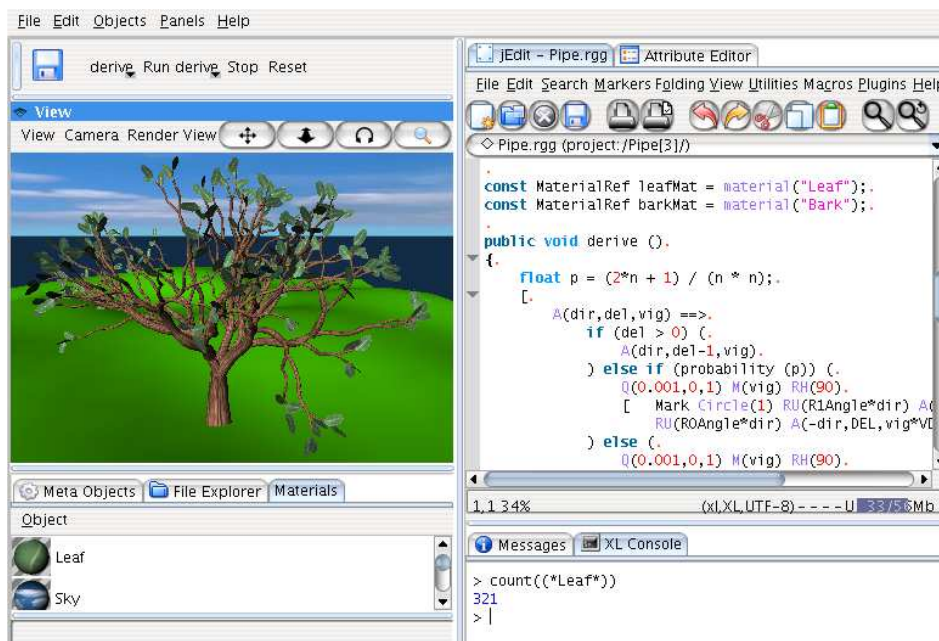 File Edit Objects Panels Help
derive Run derive Stop Reset
View
View Camera Render View
Meta Objects File Explorer Materials
Object
Leaf
Sky
jEdit - Pipe.rgg Attribute Editor
File Edit Search Markers Folding View Utilities Macros Plugins Help
Pipe.rgg (project:/Pipe[3]/)
.
const MaterialRef leafMat = material("Leaf");.
const MaterialRef barkMat = material("Bark");.
.
public void derive ().
{.
float p = (2*n + 1) / (n * n);.
[.
A(dir,del,vig) ==>.
if (del > 0) (.
A(dir,del-1,vig).
) else if (probability (p)) (.
Q(0.001,0,1) M(vig) RH(90).
[ Mark Circle(1) RU(R1Angle*dir) A(
RU(R0Angle*dir) A(-dir,DEL,vig*VD
) else (.
Q(0.001,0,1) M(vig) RH(90).
1,1 34% (xl,XL,UTF-8) - - - - U 33/56Mb
Messages XL Console
> count((*Leaf*))
321
>